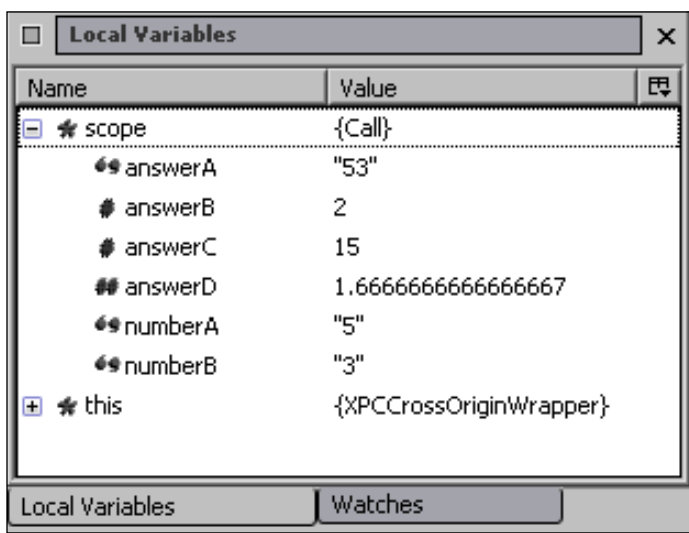 Local Variables
Name Value
scope {Call}
answerA "53"
answerB 2
answerC 15
answerD 1.6666666666666667
numberA "5"
numberB "3"
this {XPCCrossOriginWrapper}
Local Variables Watches